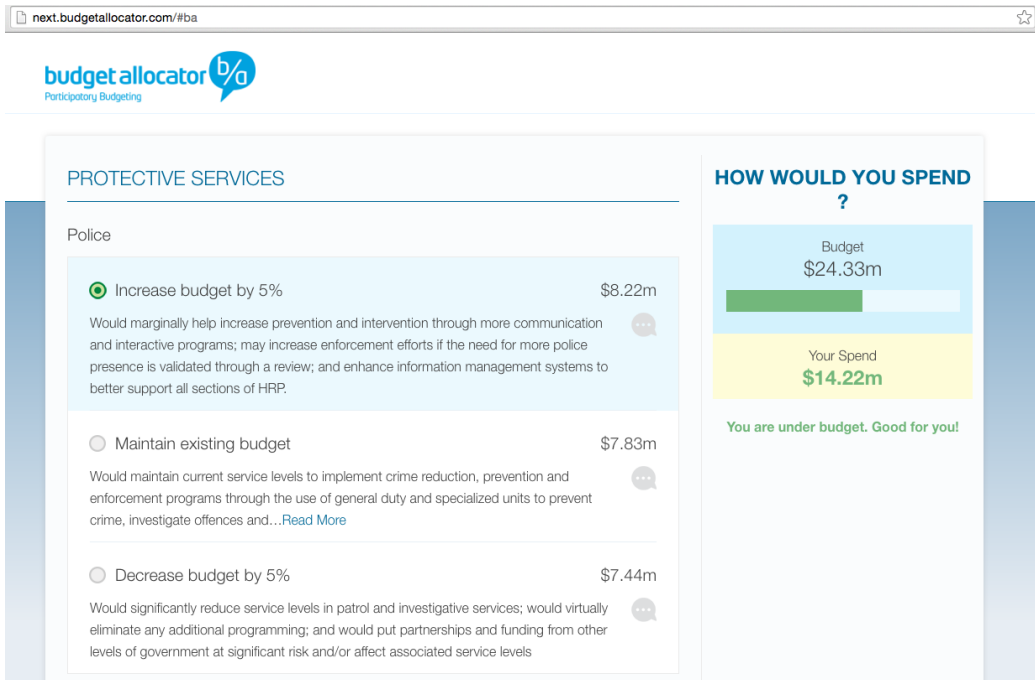 next.budgetallocator.com/#ba
budget allocator b/a
Participatory Budgeting
PROTECTIVE SERVICES
Police
Increase budget by 5% $8.22m
Would marginally help increase prevention and intervention through more communication
and interactive programs; may increase enforcement efforts if the need for more police
presence is validated through a review; and enhance information management systems to
better support all sections of HRP.
Maintain existing budget $7.83m
Would maintain current service levels to implement crime reduction, prevention and
enforcement programs through the use of general duty and specialized units to prevent
crime, investigate offences and…Read More
Decrease budget by 5% $7.44m
Would significantly reduce service levels in patrol and investigative services; would virtually
eliminate any additional programming; and would put partnerships and funding from other
levels of government at significant risk and/or affect associated service levels
HOW WOULD YOU SPEND
?
Budget
$24.33m
Your Spend
$14.22m
You are under budget. Good for you!